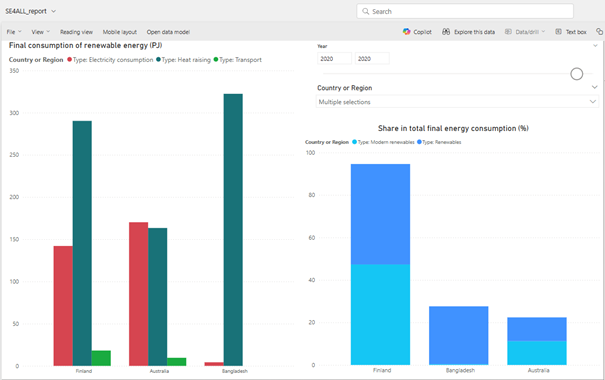 SE4ALL_report
Search
File View Reading view Mobile layout Open data model
Copilot Explore this data Data/drill Text box
Final consumption of renewable energy (PJ)
Country or Region Type: Electricity consumption Type: Heat raising Type: Transport
350
300
250
200
150
100
50
0
Finland Australia Bangladesh
Year
2020 2020
Country or Region
Multiple selections
Share in total final energy consumption (%)
Country or Region Type: Modern renewables Type: Renewables
100
80
60
40
20
0
Finland Bangladesh Australia